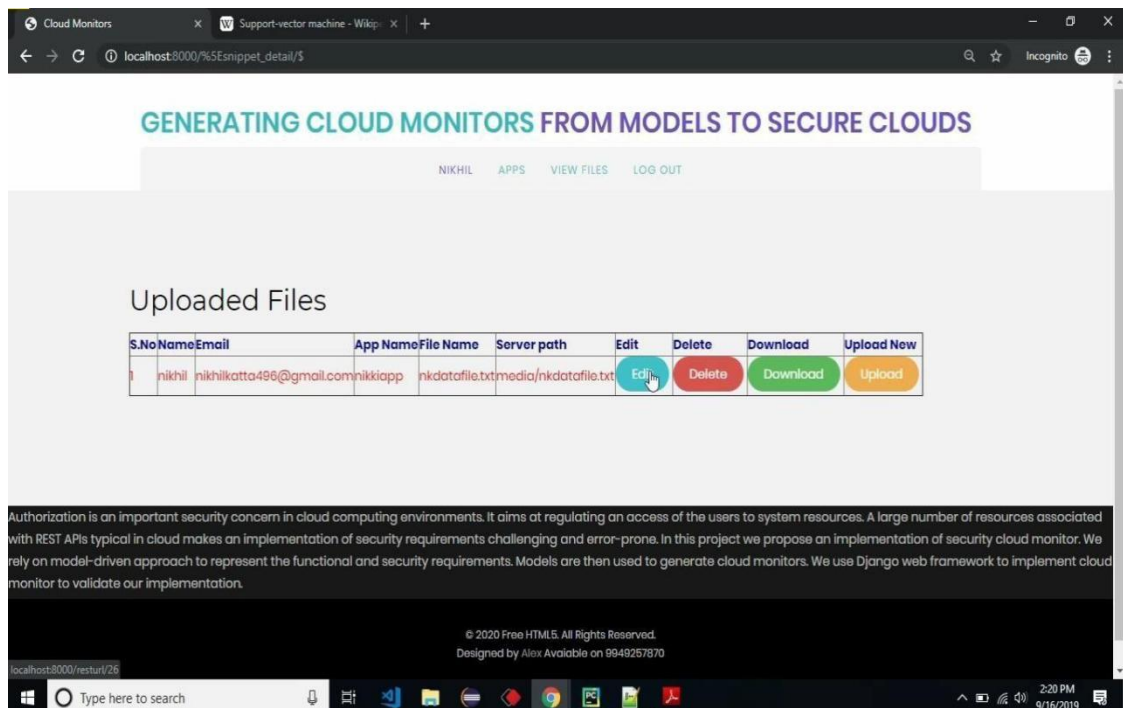 Cloud Monitors
Support-vector machine - Wikip
localhost:8000/%5Esnippet_detail/$
Incognito
GENERATING CLOUD MONITORS FROM MODELS TO SECURE CLOUDS
NIKHIL APPS VIEW FILES LOG OUT
Uploaded Files
S.No Name Email App Name File Name Server path Edit Delete Download Upload New
1 nikhil nikhilkatta496@gmail.com nikkiapp nkdatafile.txt media/nkdatafile.txt Edit Delete Download Upload
Authorization is an important security concern in cloud computing environments. It aims at regulating an access of the users to system resources. A large number of resources associated
with REST APIs typical in cloud makes an implementation of security requirements challenging and error-prone. In this project we propose an implementation of security cloud monitor. We
rely on model-driven approach to represent the functional and security requirements. Models are then used to generate cloud monitors. We use Django web framework to implement cloud
monitor to validate our implementation.
© 2020 Free HTML5. All Rights Reserved.
Designed by Alex Avaiable on 9949257870
localhost:8000/resturl/26
Type here to search
2:20 PM
9/16/2019